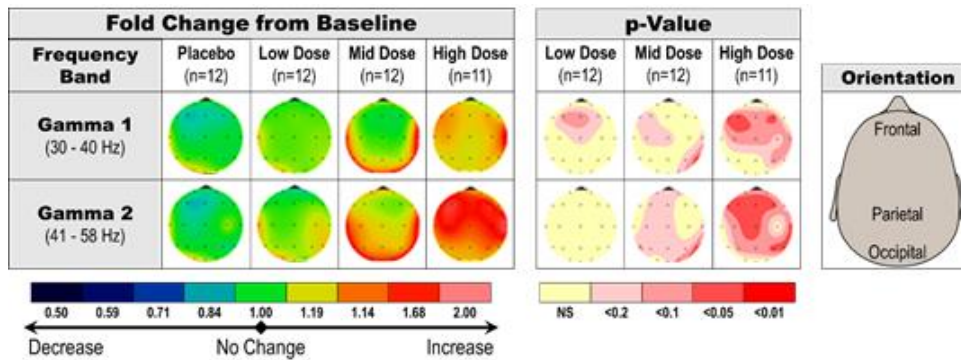 Fold Change from Baseline
Frequency Band
Placebo (n=12)
Low Dose (n=12)
Mid Dose (n=12)
High Dose (n=11)
Gamma 1
(30 - 40 Hz)
Gamma 2
(41 - 58 Hz)
0.50 0.59 0.71 0.84 1.00 1.19 1.14 1.68 2.00
Decrease No Change Increase
p-Value
Low Dose (n=12)
Mid Dose (n=12)
High Dose (n=11)
NS <0.2 <0.1 <0.05 <0.01
Orientation
Frontal
Parietal
Occipital